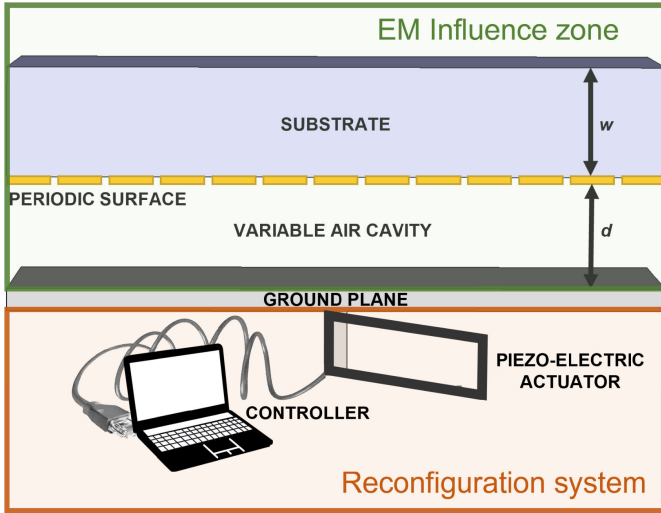 EM Influence zone
SUBSTRATE
w
PERIODIC SURFACE
VARIABLE AIR CAVITY
d
GROUND PLANE
PIEZO-ELECTRIC
ACTUATOR
CONTROLLER
Reconfiguration system